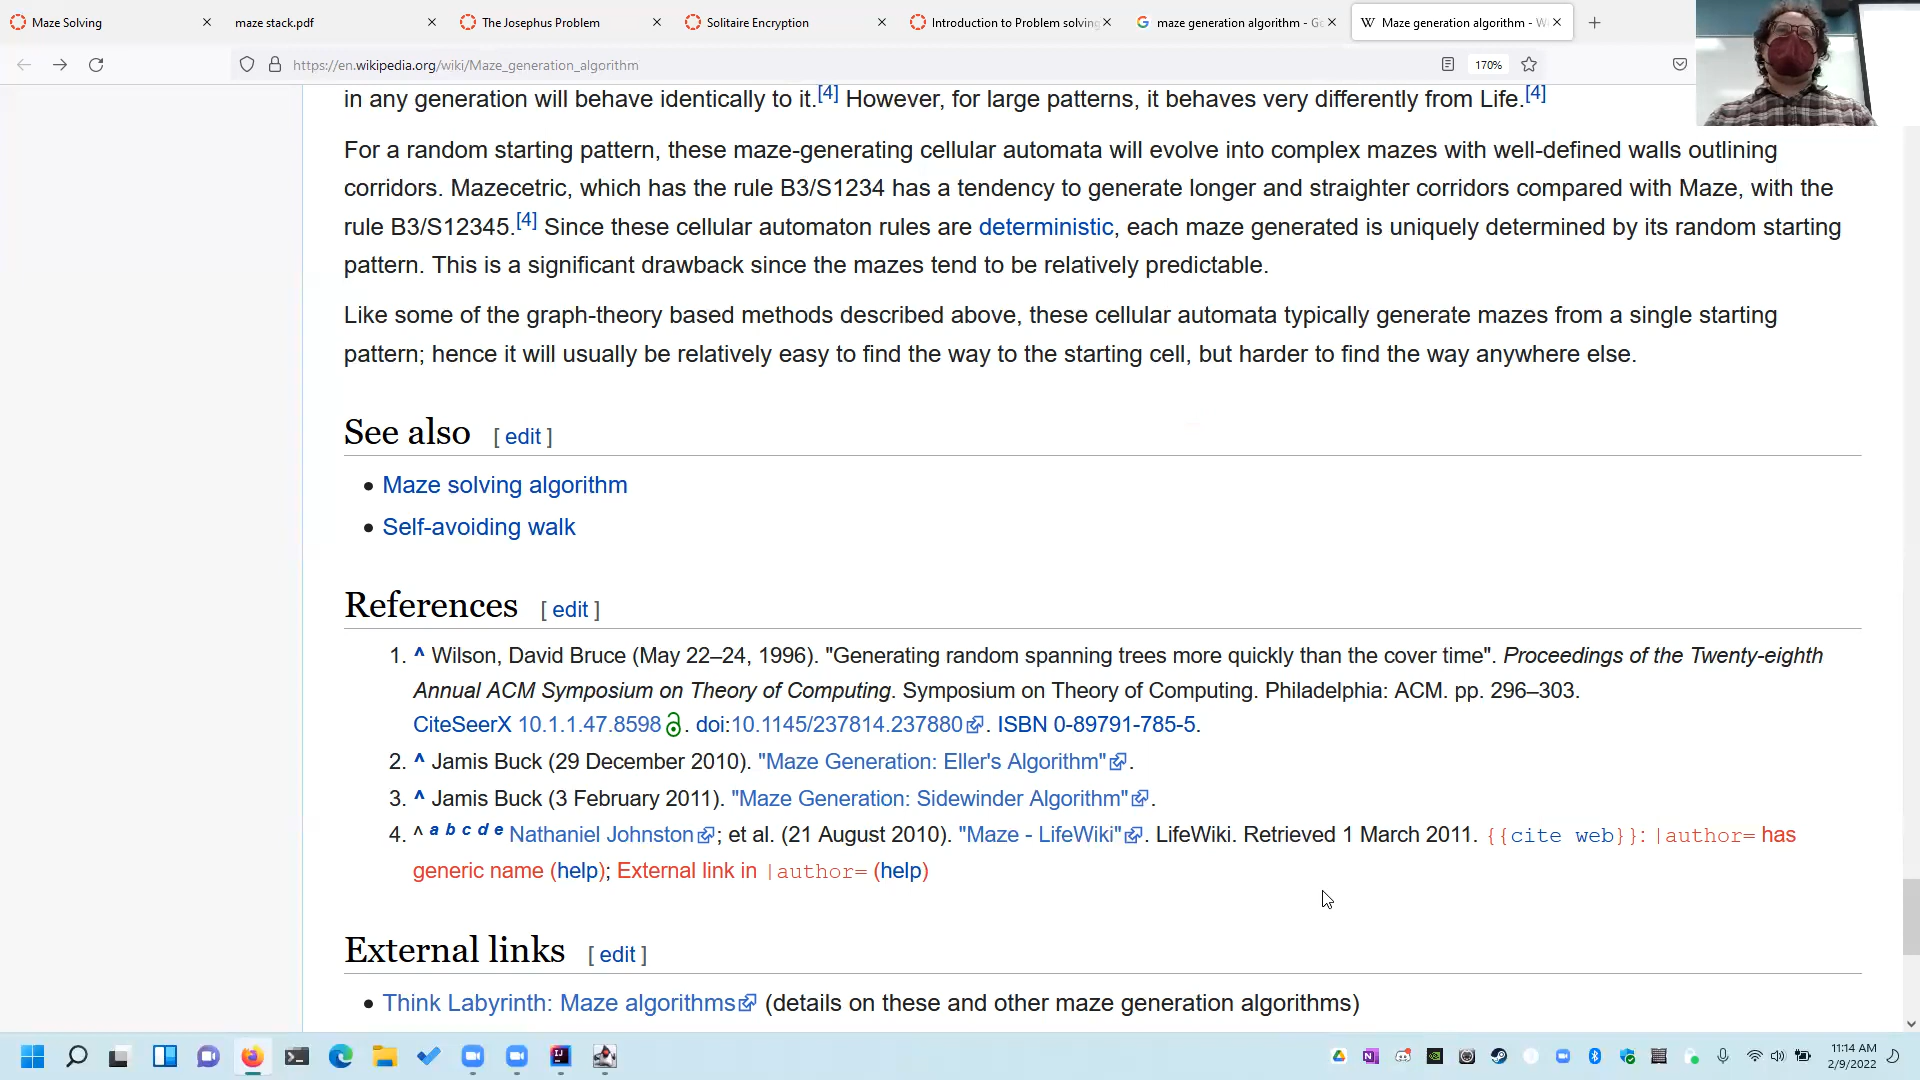 Maze Solving
maze stack.pdf
The Josephus Problem
Solitaire Encryption
Introduction to Problem solving
maze generation algorithm - Go
Maze generation algorithm - W
https://en.wikipedia.org/wiki/Maze_generation_algorithm
170%
in any generation will behave identically to it.[4] However, for large patterns, it behaves very differently from Life.[4]
For a random starting pattern, these maze-generating cellular automata will evolve into complex mazes with well-defined walls outlining
corridors. Mazecetric, which has the rule B3/S1234 has a tendency to generate longer and straighter corridors compared with Maze, with the
rule B3/S12345.[4] Since these cellular automaton rules are deterministic, each maze generated is uniquely determined by its random starting
pattern. This is a significant drawback since the mazes tend to be relatively predictable.
Like some of the graph-theory based methods described above, these cellular automata typically generate mazes from a single starting
pattern; hence it will usually be relatively easy to find the way to the starting cell, but harder to find the way anywhere else.
See also [ edit ]
• Maze solving algorithm
• Self-avoiding walk
References [ edit ]
1. ^ Wilson, David Bruce (May 22–24, 1996). "Generating random spanning trees more quickly than the cover time". Proceedings of the Twenty-eighth
Annual ACM Symposium on Theory of Computing. Symposium on Theory of Computing. Philadelphia: ACM. pp. 296–303.
CiteSeerX 10.1.1.47.8598. doi:10.1145/237814.237880. ISBN 0-89791-785-5.
2. ^ Jamis Buck (29 December 2010). "Maze Generation: Eller's Algorithm".
3. ^ Jamis Buck (3 February 2011). "Maze Generation: Sidewinder Algorithm".
4. ^ a b c d e Nathaniel Johnston; et al. (21 August 2010). "Maze - LifeWiki". LifeWiki. Retrieved 1 March 2011. {{cite web}}: |author= has
generic name (help); External link in |author= (help)
External links [ edit ]
• Think Labyrinth: Maze algorithms (details on these and other maze generation algorithms)
11:14 AM
2/9/2022